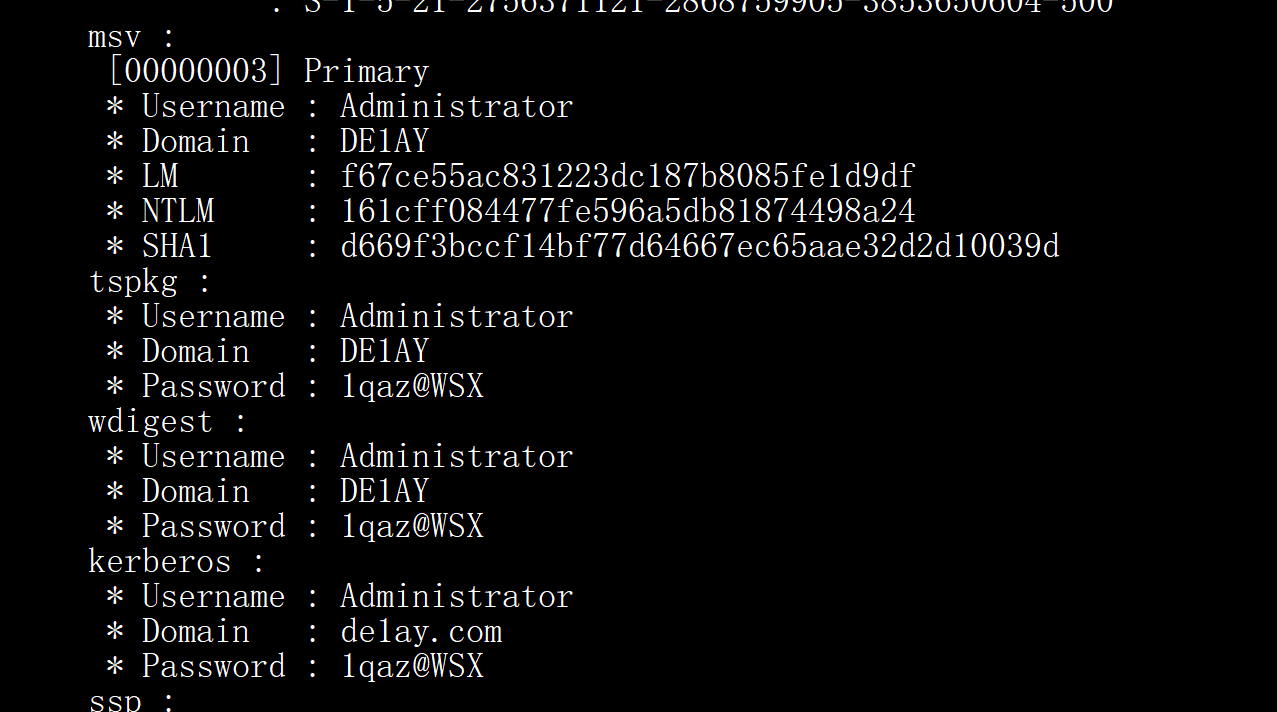 : S-1-5-21-2756371121-2868759905-3853650604-500
msv :
[00000003] Primary
* Username : Administrator
* Domain : DE1AY
* LM : f67ce55ac831223dc187b8085fe1d9df
* NTLM : 161cff084477fe596a5db81874498a24
* SHA1 : d669f3bccf14bf77d64667ec65aae32d2d10039d
tspkg :
* Username : Administrator
* Domain : DE1AY
* Password : 1qaz@WSX
wdigest :
* Username : Administrator
* Domain : DE1AY
* Password : 1qaz@WSX
kerberos :
* Username : Administrator
* Domain : de1ay.com
* Password : 1qaz@WSX
ssp :